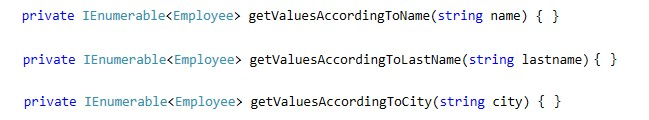 private IEnumerable<Employee> getValuesAccordingToName(string name) { }
private IEnumerable<Employee> getValuesAccordingToLastName(string lastname) { }
private IEnumerable<Employee> getValuesAccordingToCity(string city) { }